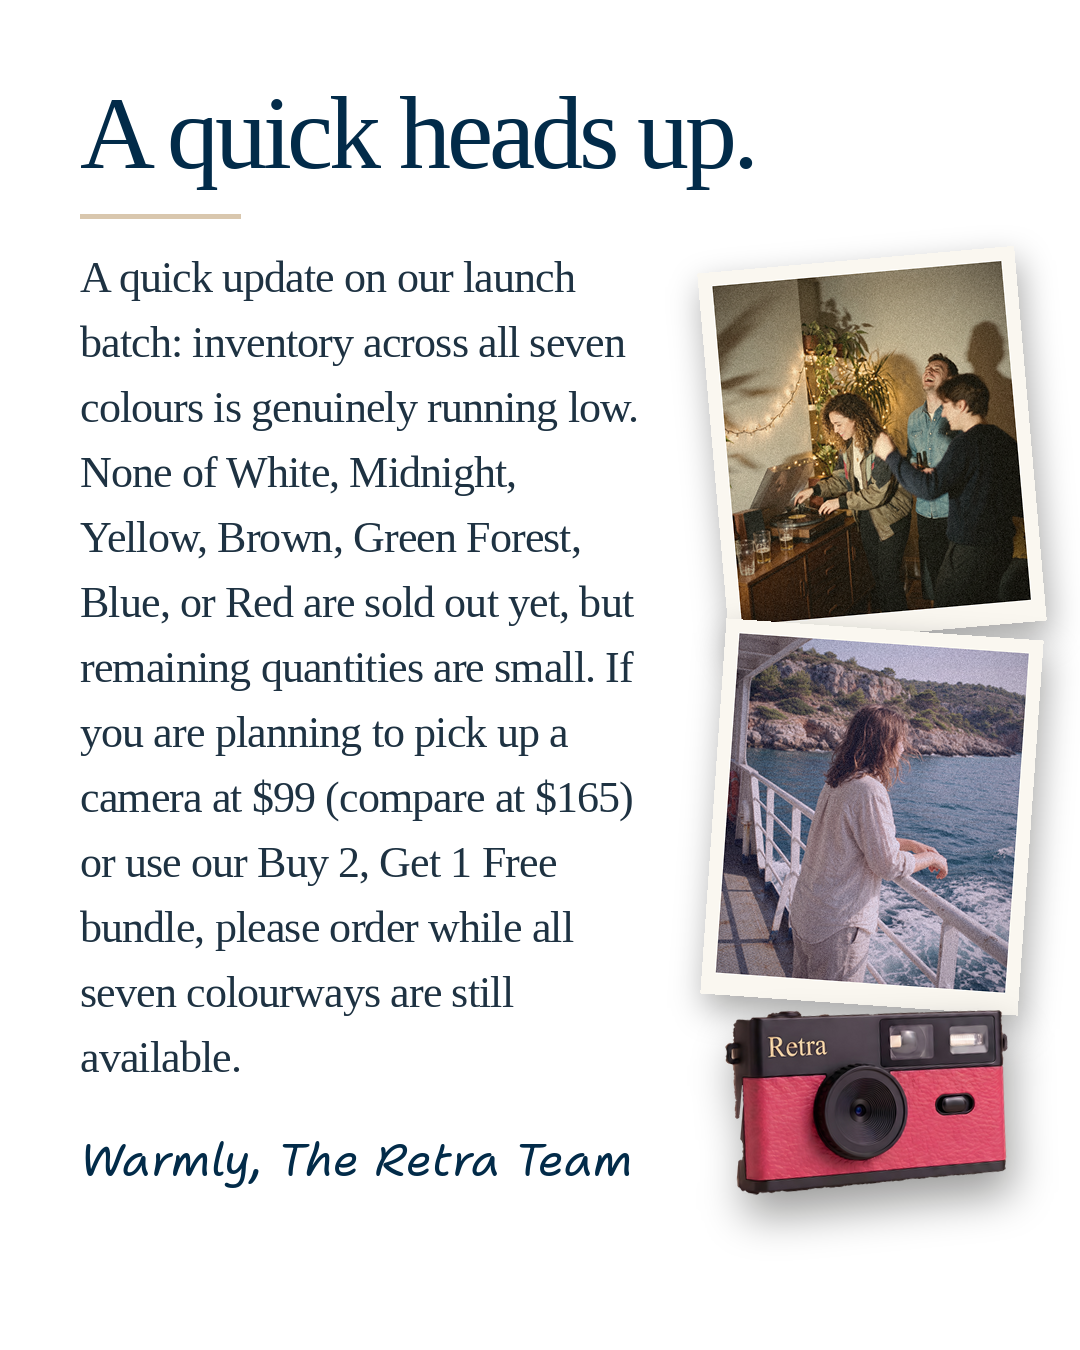 A quick heads up.
A quick update on our launch
batch: inventory across all seven
colours is genuinely running low.
None of White, Midnight,
Yellow, Brown, Green Forest,
Blue, or Red are sold out yet, but
remaining quantities are small. If
you are planning to pick up a
camera at $99 (compare at $165)
or use our Buy 2, Get 1 Free
bundle, please order while all
seven colourways are still
available.
Warmly, The Retra Team
Retra